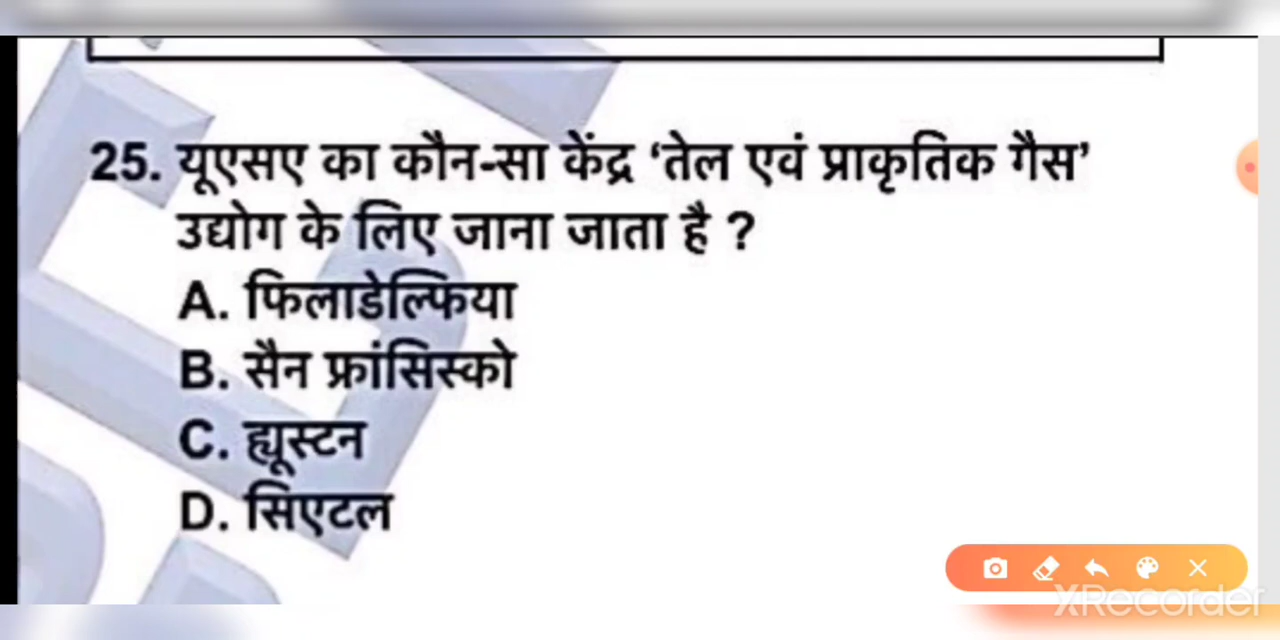 25. यूएसए का कौन-सा केंद्र ‘तेल एवं प्राकृतिक गैस’
उद्योग के लिए जाना जाता है ?
A. फिलाडेल्फिया
B. सैन फ्रांसिस्को
C. ह्यूस्टन
D. सिएटल
XRecorder